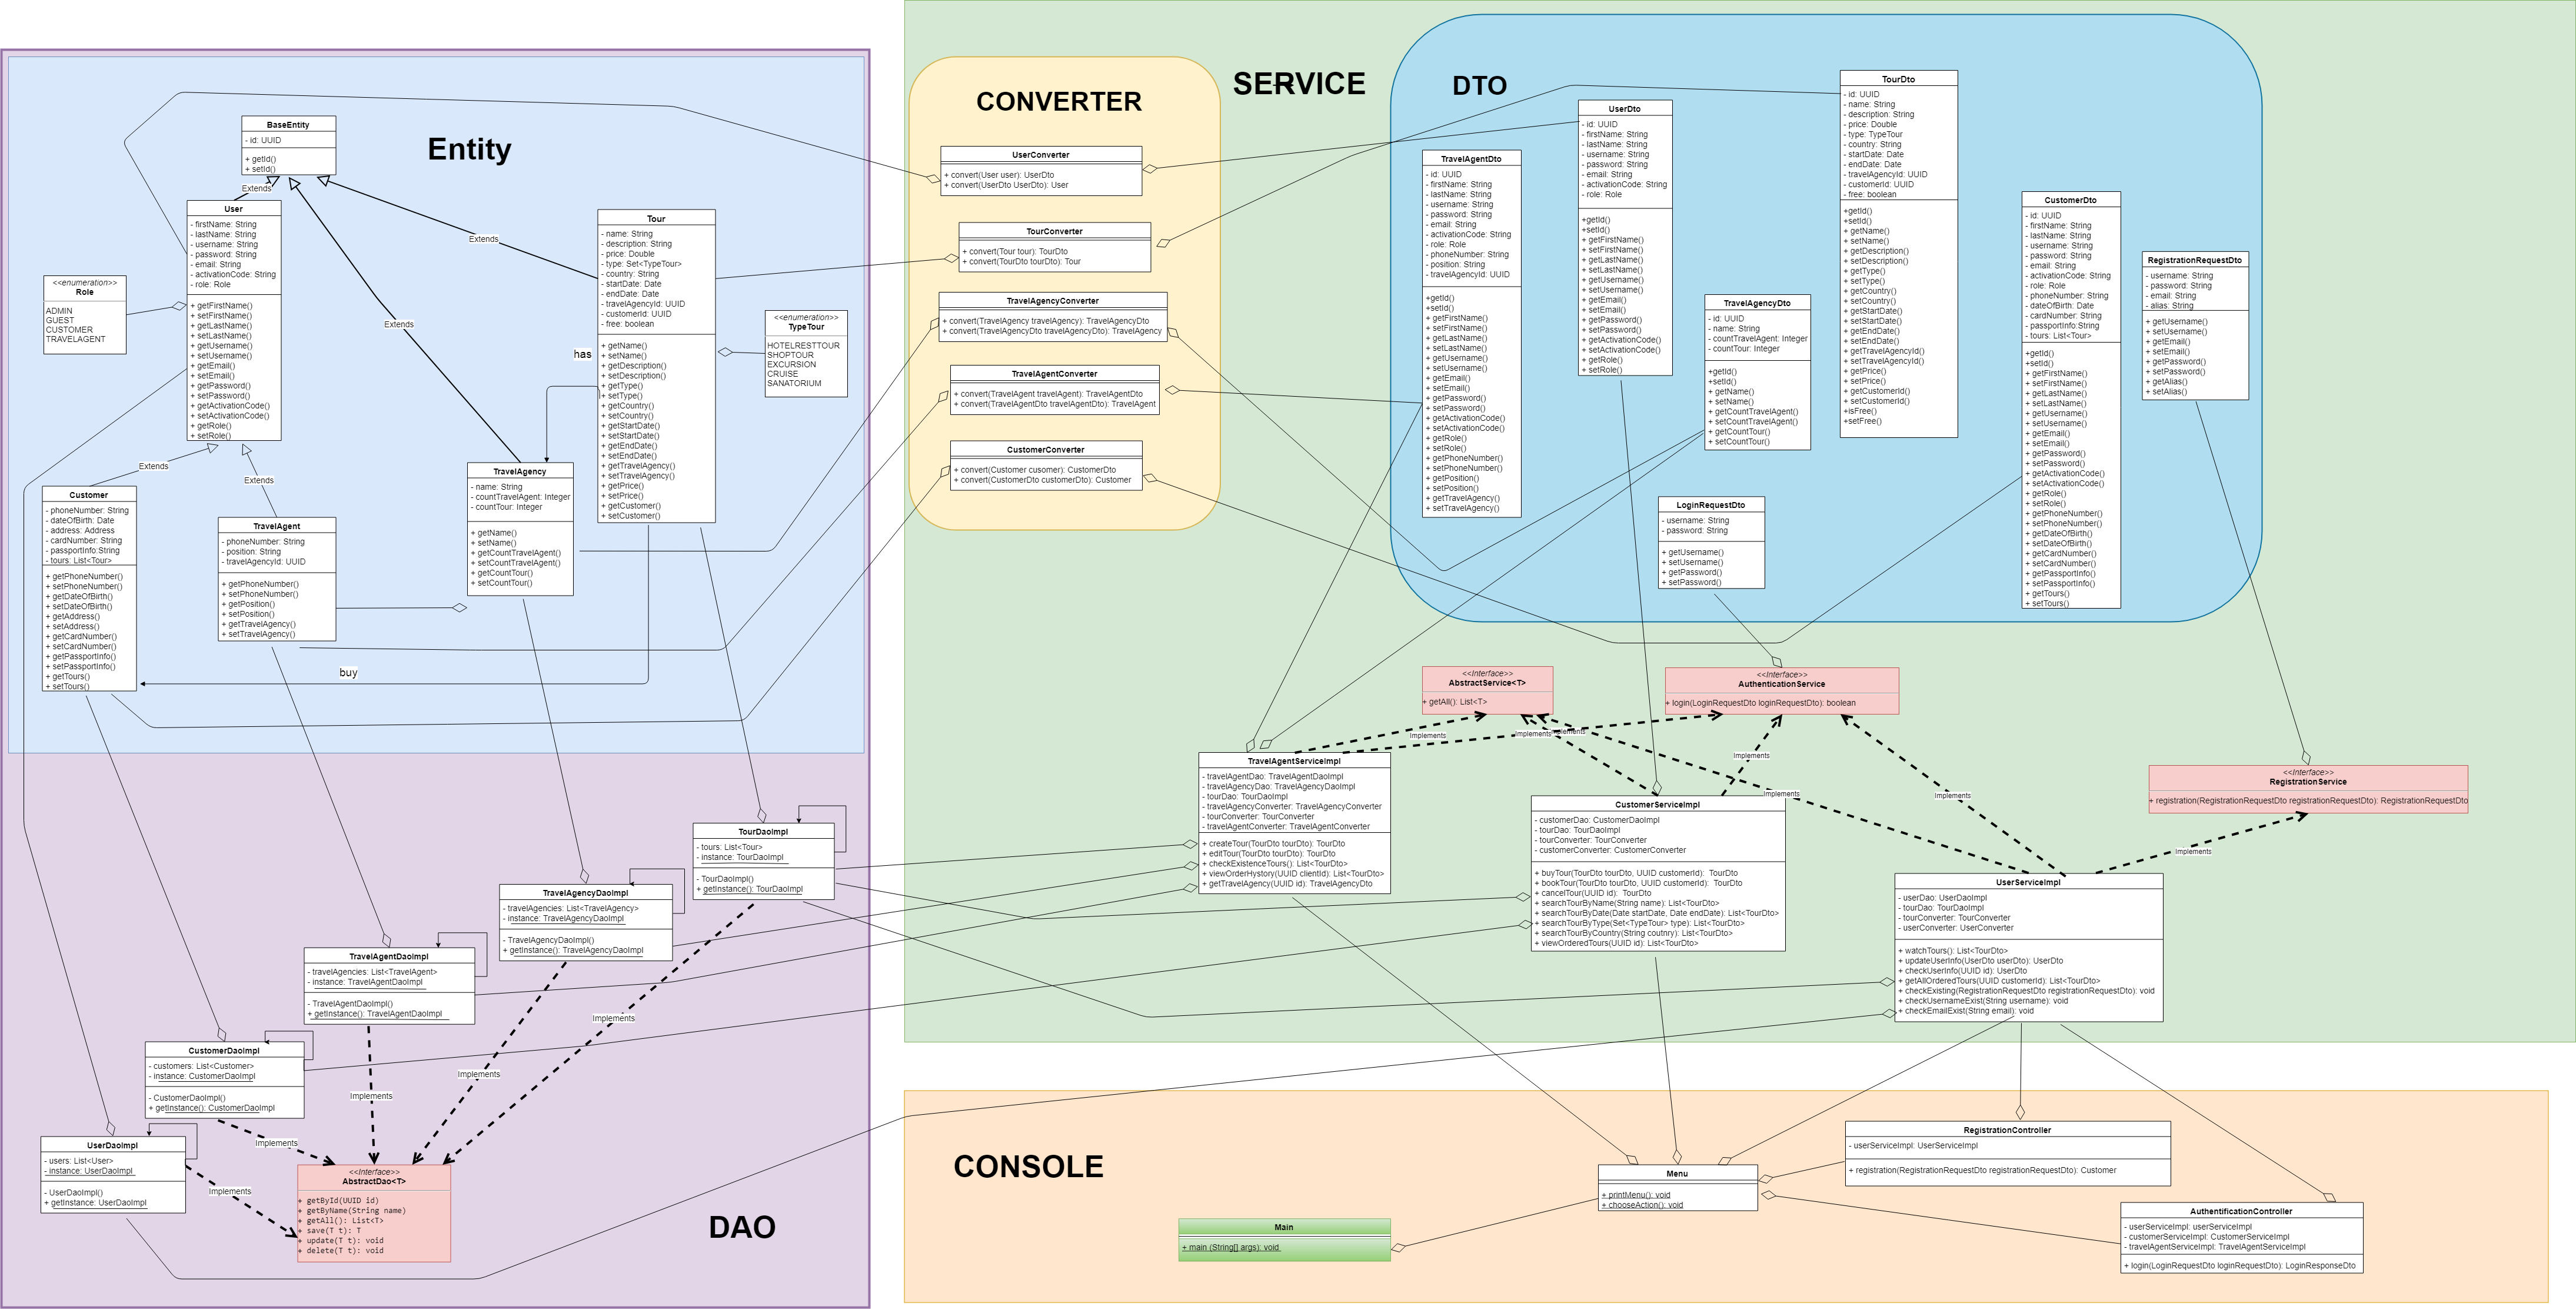 Entity
BaseEntity
- id: UUID
+ getId()
+ setId()
Extends
User
- firstName: String
- lastName: String
- username: String
- password: String
- email: String
- activationCode: String
- role: Role
+ getFirstName()
+ setFirstName()
+ getLastName()
+ setLastName()
+ getUsername()
+ setUsername()
+ getEmail()
+ setEmail()
+ getPassword()
+ setPassword()
+ getActivationCode()
+ setActivationCode()
+ getRole()
+ setRole()
<<enumeration>>
Role
ADMIN
GUEST
CUSTOMER
TRAVELAGENT
Extends
Extends
Tour
- name: String
- description: String
- price: Double
- type: Set<TypeTour>
- country: String
- startDate: Date
- endDate: Date
- travelAgencyId: UUID
- customerId: UUID
- free: boolean
+ getName()
+ setName()
+ getDescription()
+ setDescription()
+ getType()
+ setType()
+ getCountry()
+ setCountry()
+ getStartDate()
+ setStartDate()
+ getEndDate()
+ setEndDate()
+ getTravelAgency()
+ setTravelAgency()
+ getPrice()
+ setPrice()
+ getCustomer()
+ setCustomer()
<<enumeration>>
TypeTour
HOTELRESTTOUR
SHOPTOUR
EXCURSION
CRUISE
SANATORIUM
has
Extends
Extends
Customer
- phoneNumber: String
- dateOfBirth: Date
- address: Address
- cardNumber: String
- passportInfo:String
- tours: List<Tour>
+ getPhoneNumber()
+ setPhoneNumber()
+ getDateOfBirth()
+ setDateOfBirth()
+ getAddress()
+ setAddress()
+ getCardNumber()
+ setCardNumber()
+ getPassportInfo()
+ setPassportInfo()
+ getTours()
+ setTours()
TravelAgent
- phoneNumber: String
- position: String
- travelAgencyId: UUID
+ getPhoneNumber()
+ setPhoneNumber()
+ getPosition()
+ setPosition()
+ getTravelAgency()
+ setTravelAgency()
TravelAgency
- name: String
- countTravelAgent: Integer
- countTour: Integer
+ getName()
+ setName()
+ getCountTravelAgent()
+ setCountTravelAgent()
+ getCountTour()
+ setCountTour()
buy
DAO
TourDaoImpl
- tours: List<Tour>
- instance: TourDaoImpl
- TourDaoImpl()
+ getInstance(): TourDaoImpl
TravelAgencyDaoImpl
- travelAgencies: List<TravelAgency>
- instance: TravelAgencyDaoImpl
- TravelAgencyDaoImpl()
+ getInstance(): TravelAgencyDaoImpl
TravelAgentDaoImpl
- travelAgencies: List<TravelAgent>
- instance: TravelAgentDaoImpl
- TravelAgentDaoImpl()
+ getInstance(): TravelAgentDaoImpl
CustomerDaoImpl
- customers: List<Customer>
- instance: CustomerDaoImpl
- CustomerDaoImpl()
+ getInstance(): CustomerDaoImpl
UserDaoImpl
- users: List<User>
- instance: UserDaoImpl
- UserDaoImpl()
+ getInstance: UserDaoImpl
Implements
Implements
Implements
Implements
Implements
<<Interface>>
AbstractDao<T>
+ getById(UUID id)
+ getByName(String name)
+ getAll(): List<T>
+ save(T t): T
+ update(T t): void
+ delete(T t): void
SERVICE
CONVERTER
UserConverter
+ convert(User user): UserDto
+ convert(UserDto UserDto): User
TourConverter
+ convert(Tour tour): TourDto
+ convert(TourDto tourDto): Tour
TravelAgencyConverter
+ convert(TravelAgency travelAgency): TravelAgencyDto
+ convert(TravelAgencyDto travelAgencyDto): TravelAgency
TravelAgentConverter
+ convert(TravelAgent travelAgent): TravelAgentDto
+ convert(TravelAgentDto travelAgentDto): TravelAgent
CustomerConverter
+ convert(Customer cusomer): CustomerDto
+ convert(CustomerDto customerDto): Customer
DTO
TravelAgentDto
- id: UUID
- firstName: String
- lastName: String
- username: String
- password: String
- email: String
- activationCode: String
- role: Role
- phoneNumber: String
- position: String
- travelAgencyId: UUID
+getId()
+setId()
+ getFirstName()
+ setFirstName()
+ getLastName()
+ setLastName()
+ getUsername()
+ setUsername()
+ getEmail()
+ setEmail()
+ getPassword()
+ setPassword()
+ getActivationCode()
+ setActivationCode()
+ getRole()
+ setRole()
+ getPhoneNumber()
+ setPhoneNumber()
+ getPosition()
+ setPosition()
+ getTravelAgency()
+ setTravelAgency()
UserDto
- id: UUID
- firstName: String
- lastName: String
- username: String
- password: String
- email: String
- activationCode: String
- role: Role
+getId()
+setId()
+ getFirstName()
+ setFirstName()
+ getLastName()
+ setLastName()
+ getUsername()
+ setUsername()
+ getEmail()
+ setEmail()
+ getPassword()
+ setPassword()
+ getActivationCode()
+ setActivationCode()
+ getRole()
+ setRole()
TravelAgencyDto
- id: UUID
- name: String
- countTravelAgent: Integer
- countTour: Integer
+getId()
+setId()
+ getName()
+ setName()
+ getCountTravelAgent()
+ setCountTravelAgent()
+ getCountTour()
+ setCountTour()
TourDto
- id: UUID
- name: String
- description: String
- price: Double
- type: TypeTour
- country: String
- startDate: Date
- endDate: Date
- travelAgencyId: UUID
- customerId: UUID
- free: boolean
+getId()
+setId()
+ getName()
+ setName()
+ getDescription()
+ setDescription()
+ getType()
+ setType()
+ getCountry()
+ setCountry()
+ getStartDate()
+ setStartDate()
+ getEndDate()
+ setEndDate()
+ getTravelAgencyId()
+ setTravelAgencyId()
+ getPrice()
+ setPrice()
+ getCustomerId()
+ setCustomerId()
+isFree()
+setFree()
CustomerDto
- id: UUID
- firstName: String
- lastName: String
- username: String
- password: String
- email: String
- activationCode: String
- role: Role
- phoneNumber: String
- dateOfBirth: Date
- cardNumber: String
- passportInfo:String
- tours: List<Tour>
+getId()
+setId()
+ getFirstName()
+ setFirstName()
+ getLastName()
+ setLastName()
+ getUsername()
+ setUsername()
+ getEmail()
+ setEmail()
+ getPassword()
+ setPassword()
+ getActivationCode()
+ setActivationCode()
+ getRole()
+ setRole()
+ getPhoneNumber()
+ setPhoneNumber()
+ getDateOfBirth()
+ setDateOfBirth()
+ getCardNumber()
+ setCardNumber()
+ getPassportInfo()
+ setPassportInfo()
+ getTours()
+ setTours()
RegistrationRequestDto
- username: String
- password: String
- email: String
- alias: String
+ getUsername()
+ setUsername()
+ getEmail()
+ setEmail()
+ getPassword()
+ setPassword()
+ getAlias()
+ setAlias()
LoginRequestDto
- username: String
- password: String
+ getUsername()
+ setUsername()
+ getPassword()
+ setPassword()
<<Interface>>
AbstractService<T>
+ getAll(): List<T>
<<Interface>>
AuthenticationService
+ login(LoginRequestDto loginRequestDto): boolean
<<Interface>>
RegistrationService
+ registration(RegistrationRequestDto registrationRequestDto): RegistrationRequestDto
Implements
Implements
Implements
Implements
Implements
Implements
Implements
TravelAgentServiceImpl
- travelAgentDao: TravelAgentDaoImpl
- travelAgencyDao: TravelAgencyDaoImpl
- tourDao: TourDaoImpl
- travelAgencyConverter: TravelAgencyConverter
- tourConverter: TourConverter
- travelAgentConverter: TravelAgentConverter
+ createTour(TourDto tourDto): TourDto
+ editTour(TourDto tourDto): TourDto
+ checkExistenceTours(): List<TourDto>
+ viewOrderHystory(UUID clientId): List<TourDto>
+ getTravelAgency(UUID id): TravelAgencyDto
CustomerServiceImpl
- customerDao: CustomerDaoImpl
- tourDao: TourDaoImpl
- tourConverter: TourConverter
- customerConverter: CustomerConverter
+ buyTour(TourDto tourDto, UUID customerId): TourDto
+ bookTour(TourDto tourDto, UUID customerId): TourDto
+ cancelTour(UUID id): TourDto
+ searchTourByName(String name): List<TourDto>
+ searchTourByDate(Date startDate, Date endDate): List<TourDto>
+ searchTourByType(Set<TypeTour> type): List<TourDto>
+ searchTourByCountry(String coutnry): List<TourDto>
+ viewOrderedTours(UUID id): List<TourDto>
UserServiceImpl
- userDao: UserDaoImpl
- tourDao: TourDaoImpl
- tourConverter: TourConverter
- userConverter: UserConverter
+ watchTours(): List<TourDto>
+ updateUserInfo(UserDto userDto): UserDto
+ checkUserInfo(UUID id): UserDto
+ getAllOrderedTours(UUID customerId): List<TourDto>
+ checkExisting(RegistrationRequestDto registrationRequestDto): void
+ checkUsernameExist(String username): void
+ checkEmailExist(String email): void
CONSOLE
Main
+ main (String[] args): void
Menu
+ printMenu(): void
+ chooseAction(): void
RegistrationController
- userServiceImpl: UserServiceImpl
+ registration(RegistrationRequestDto registrationRequestDto): Customer
AuthentificationController
- userServiceImpl: userServiceImpl
- customerServiceImpl: CustomerServiceImpl
- travelAgentServiceImpl: TravelAgentServiceImpl
+ login(LoginRequestDto loginRequestDto): LoginResponseDto